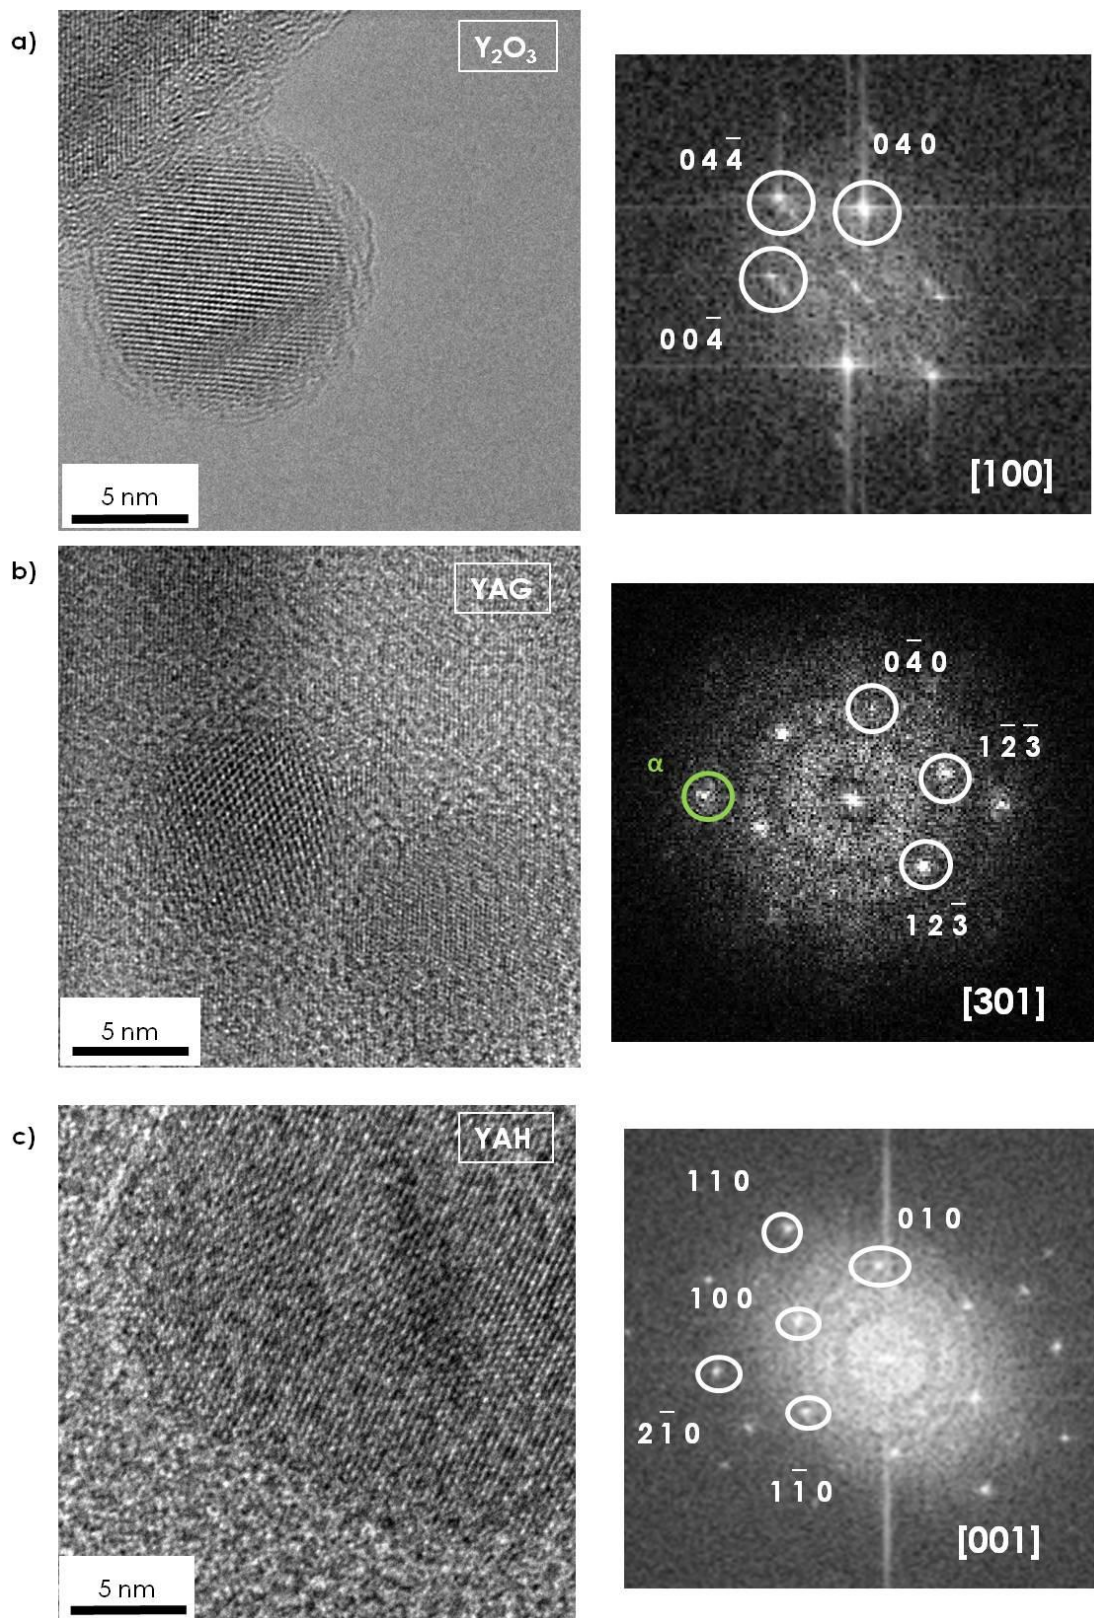 a)
Y₂O₃
0 4 4̅
0 4 0
0 0 4̅
[100]
5 nm
b)
YAG
0 4̅ 0
1 2̅ 3̅
α
1 2 3̅
[301]
5 nm
c)
YAH
1 1 0
0 1 0
1 0 0
2 1̅ 0
1 1̅ 0
[001]
5 nm